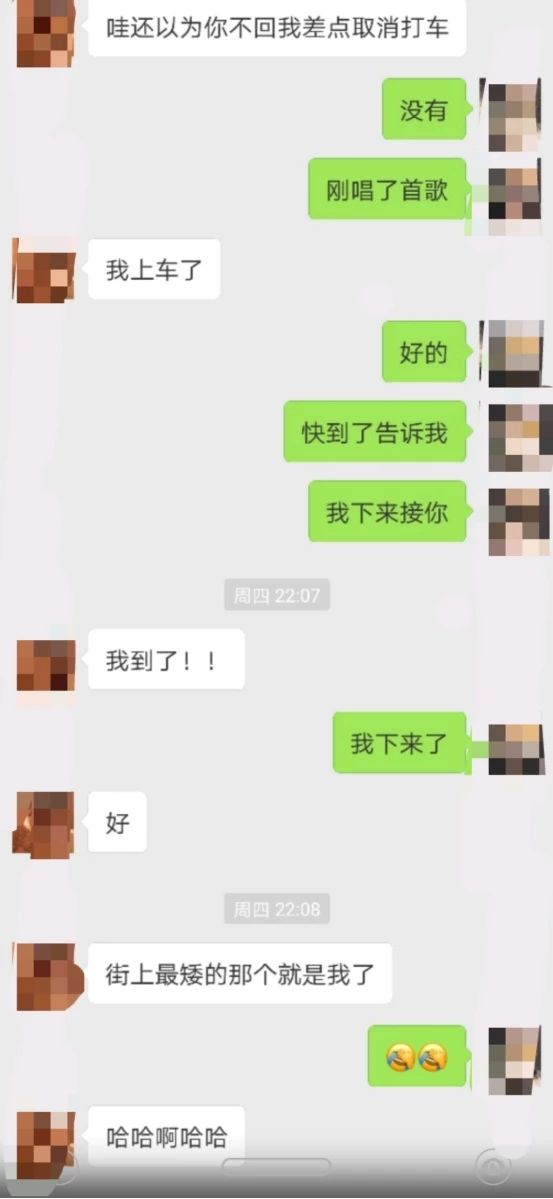 哇还以为你不回我差点取消打车
没有
刚唱了首歌
我上车了
好的
快到了告诉我
我下来接你
周四 22:07
我到了！！
我下来了
好
周四 22:08
街上最矮的那个就是我了
🤣🤣
哈哈啊哈哈